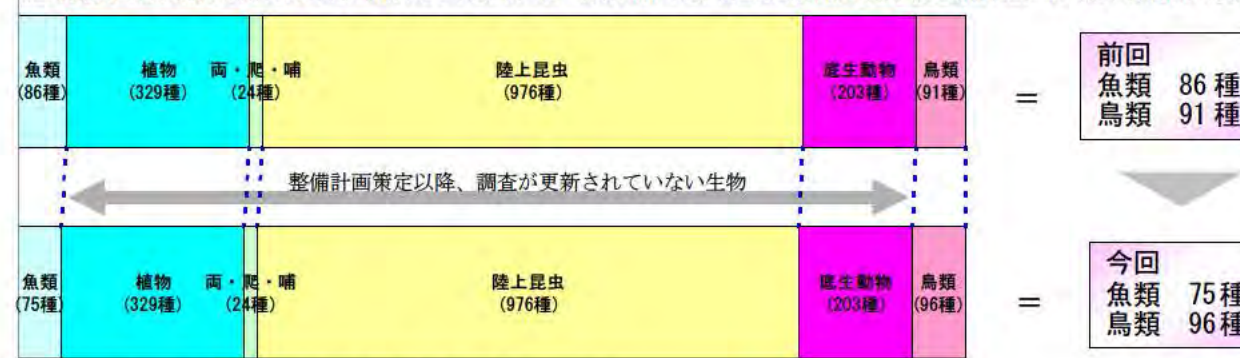 魚類
(86種)
植物
(329種)
両・爬・哺
(24種)
陸上昆虫
(976種)
底生動物
(203種)
鳥類
(91種)
=
前回
魚類 86種
鳥類 91種
整備計画策定以降、調査が更新されていない生物
魚類
(75種)
植物
(329種)
両・爬・哺
(24種)
陸上昆虫
(976種)
底生動物
(203種)
鳥類
(96種)
=
今回
魚類 75種
鳥類 96種